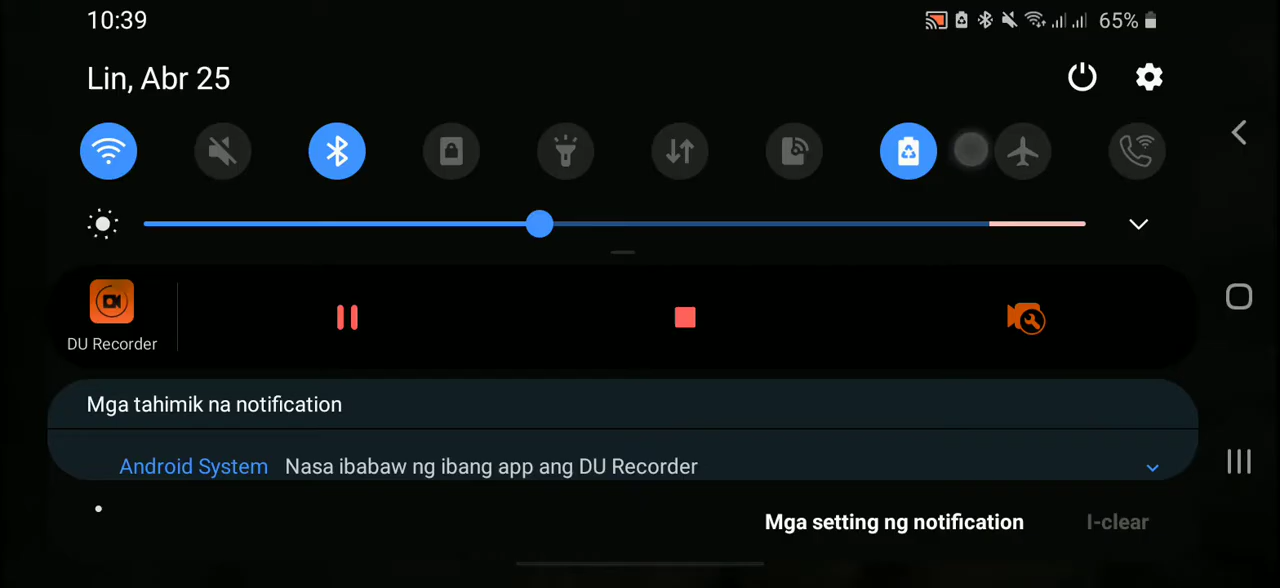 10:39
65%
Lin, Abr 25
DU Recorder
Mga tahimik na notification
Android System Nasa ibabaw ng ibang app ang DU Recorder
Mga setting ng notification I-clear